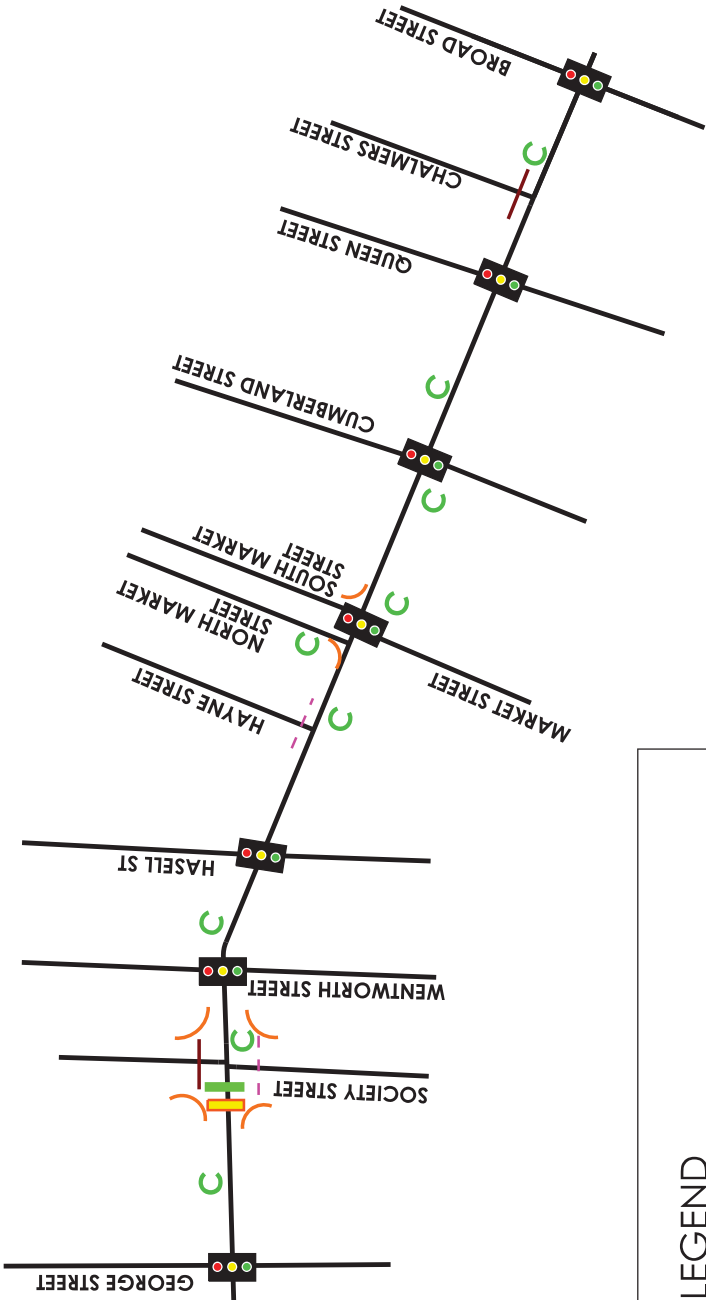 BROAD STREET
CHALMERS STREET
QUEEN STREET
CUMBERLAND STREET
SOUTH MARKET
STREET
NORTH MARKET
STREET
HAYNE STREET
MARKET STREET
HASELL ST
WENTWORTH STREET
SOCIETY STREET
GEORGE STREET
LEGEND